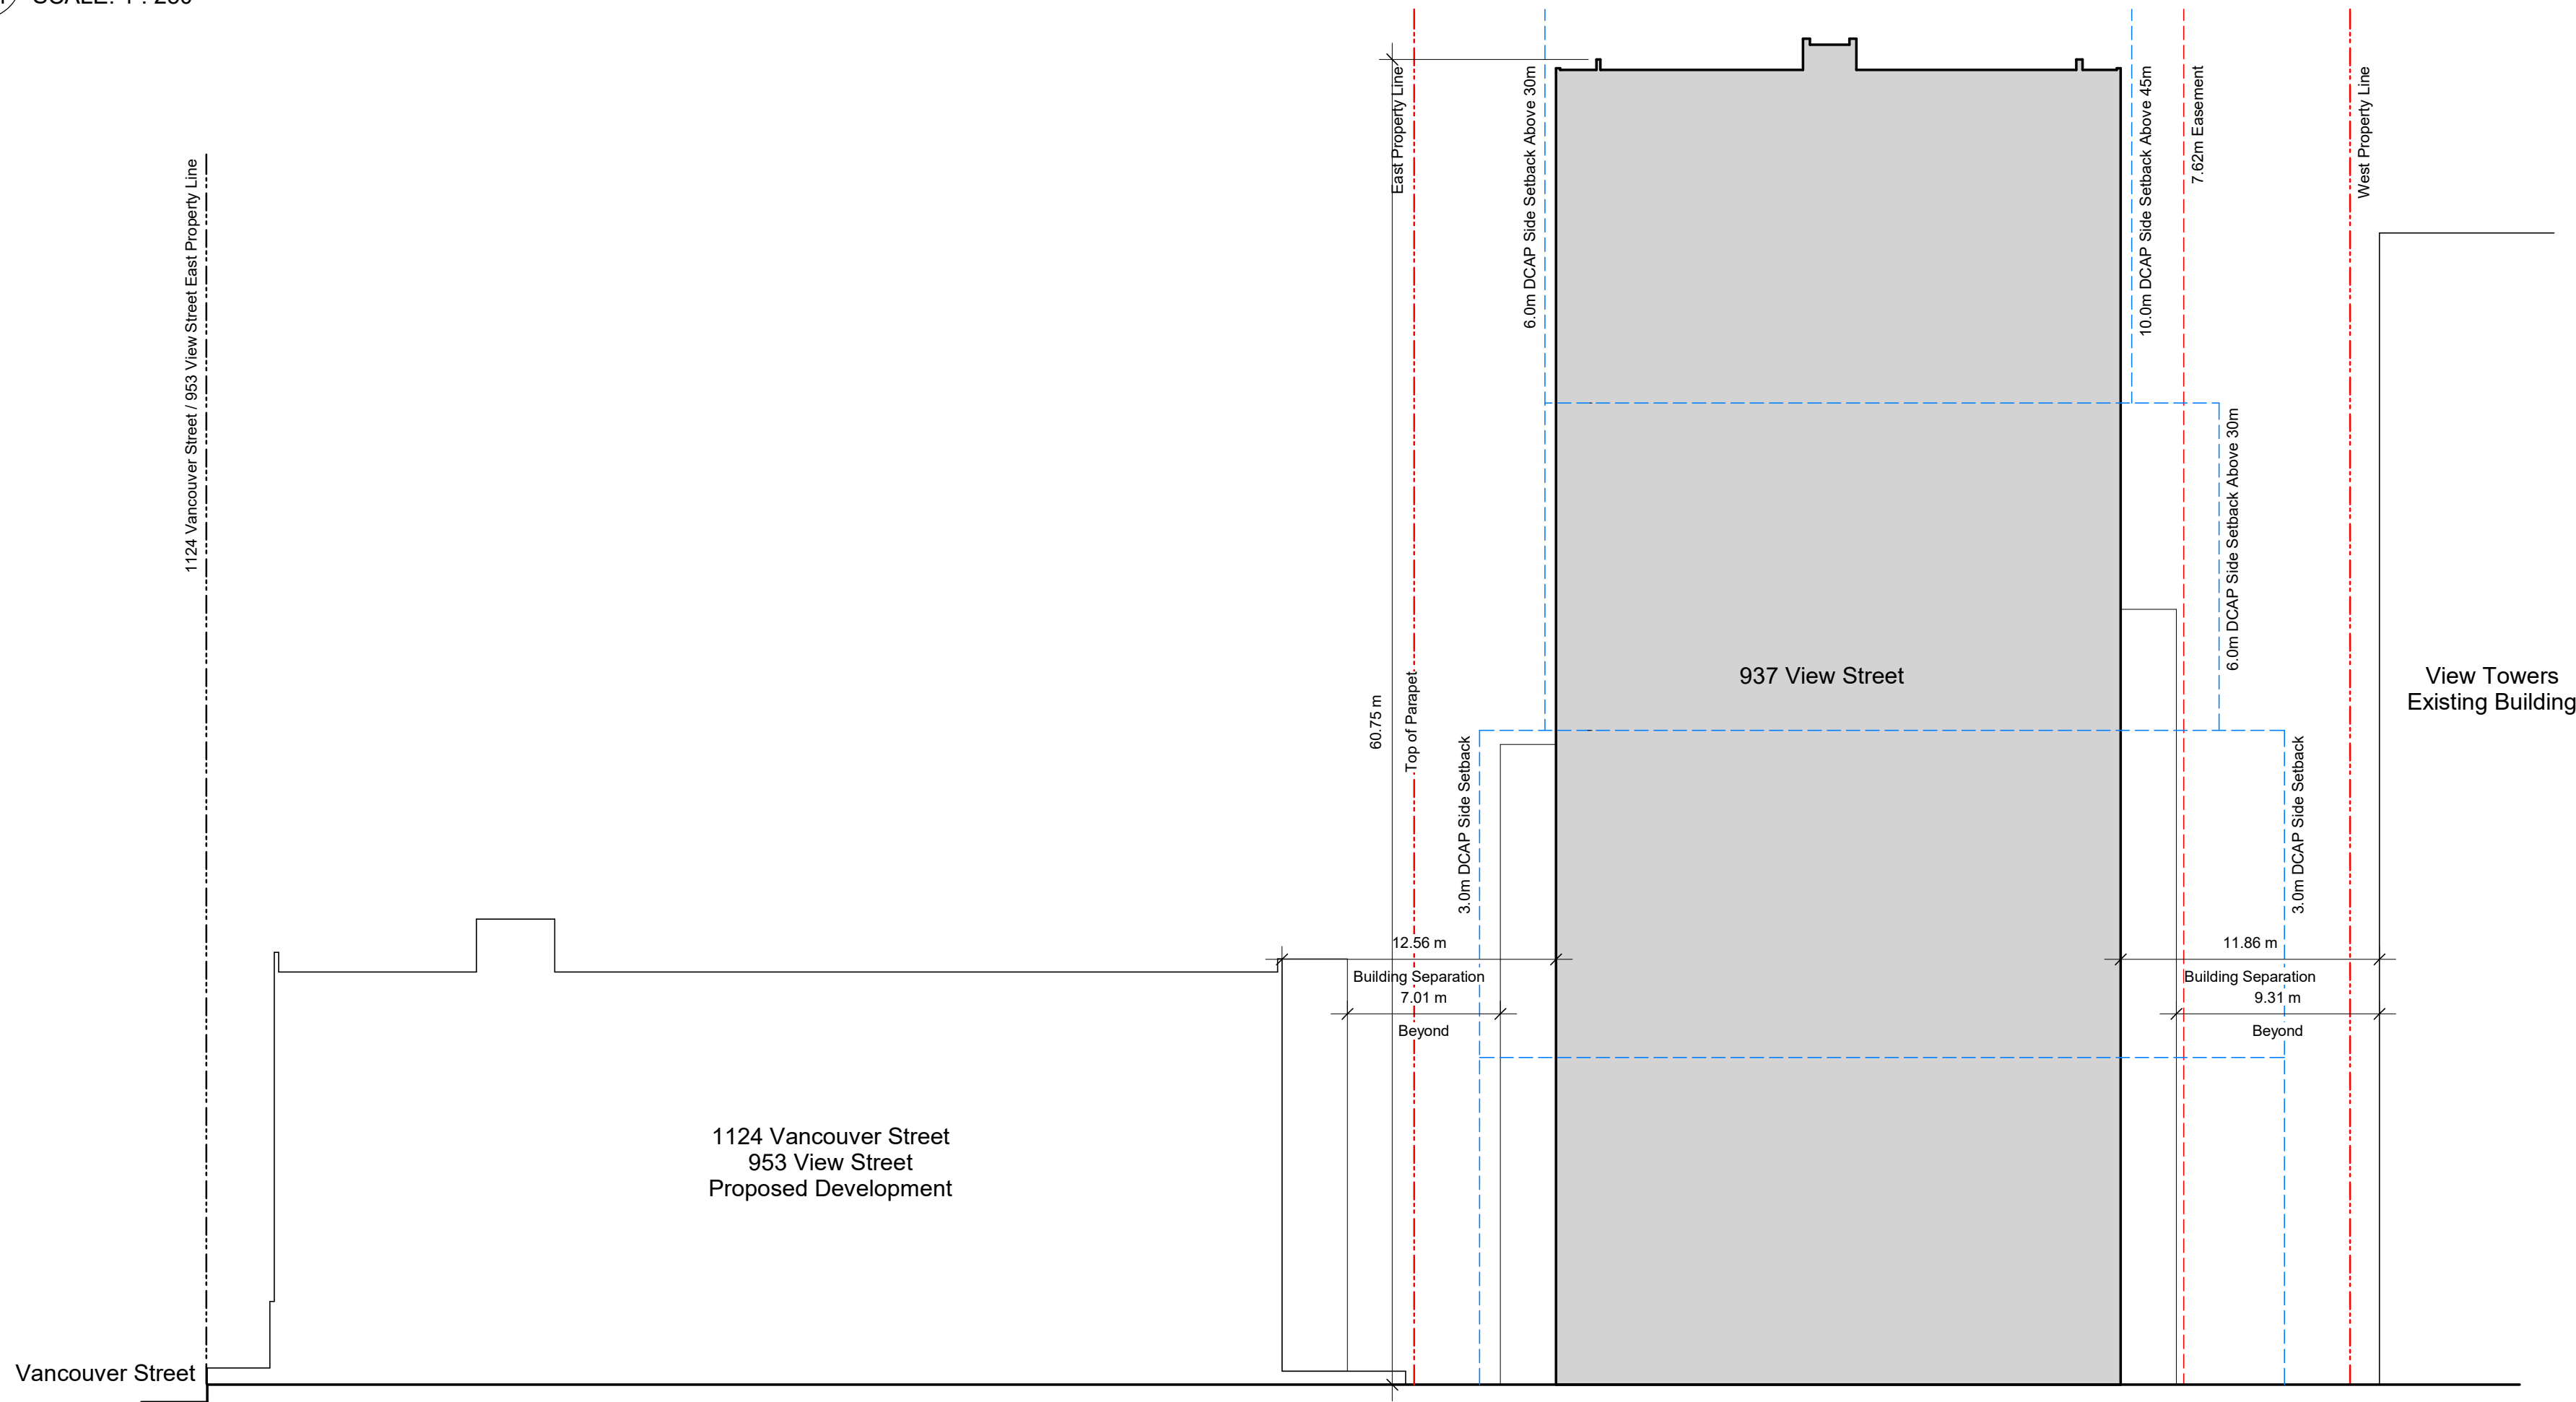 East Property Line
6.0m DCAP Side Setback Above 30m
10.0m DCAP Side Setback Above 45m
7.62m Easement
West Property Line
1124 Vancouver Street / 953 View Street East Property Line
6.0m DCAP Side Setback Above 30m
937 View Street
View Towers
Existing Building
60.75 m
Top of Parapet
3.0m DCAP Side Setback
3.0m DCAP Side Setback
12.56 m
Building Separation
7.01 m
Beyond
11.86 m
Building Separation
9.31 m
Beyond
1124 Vancouver Street
953 View Street
Proposed Development
Vancouver Street